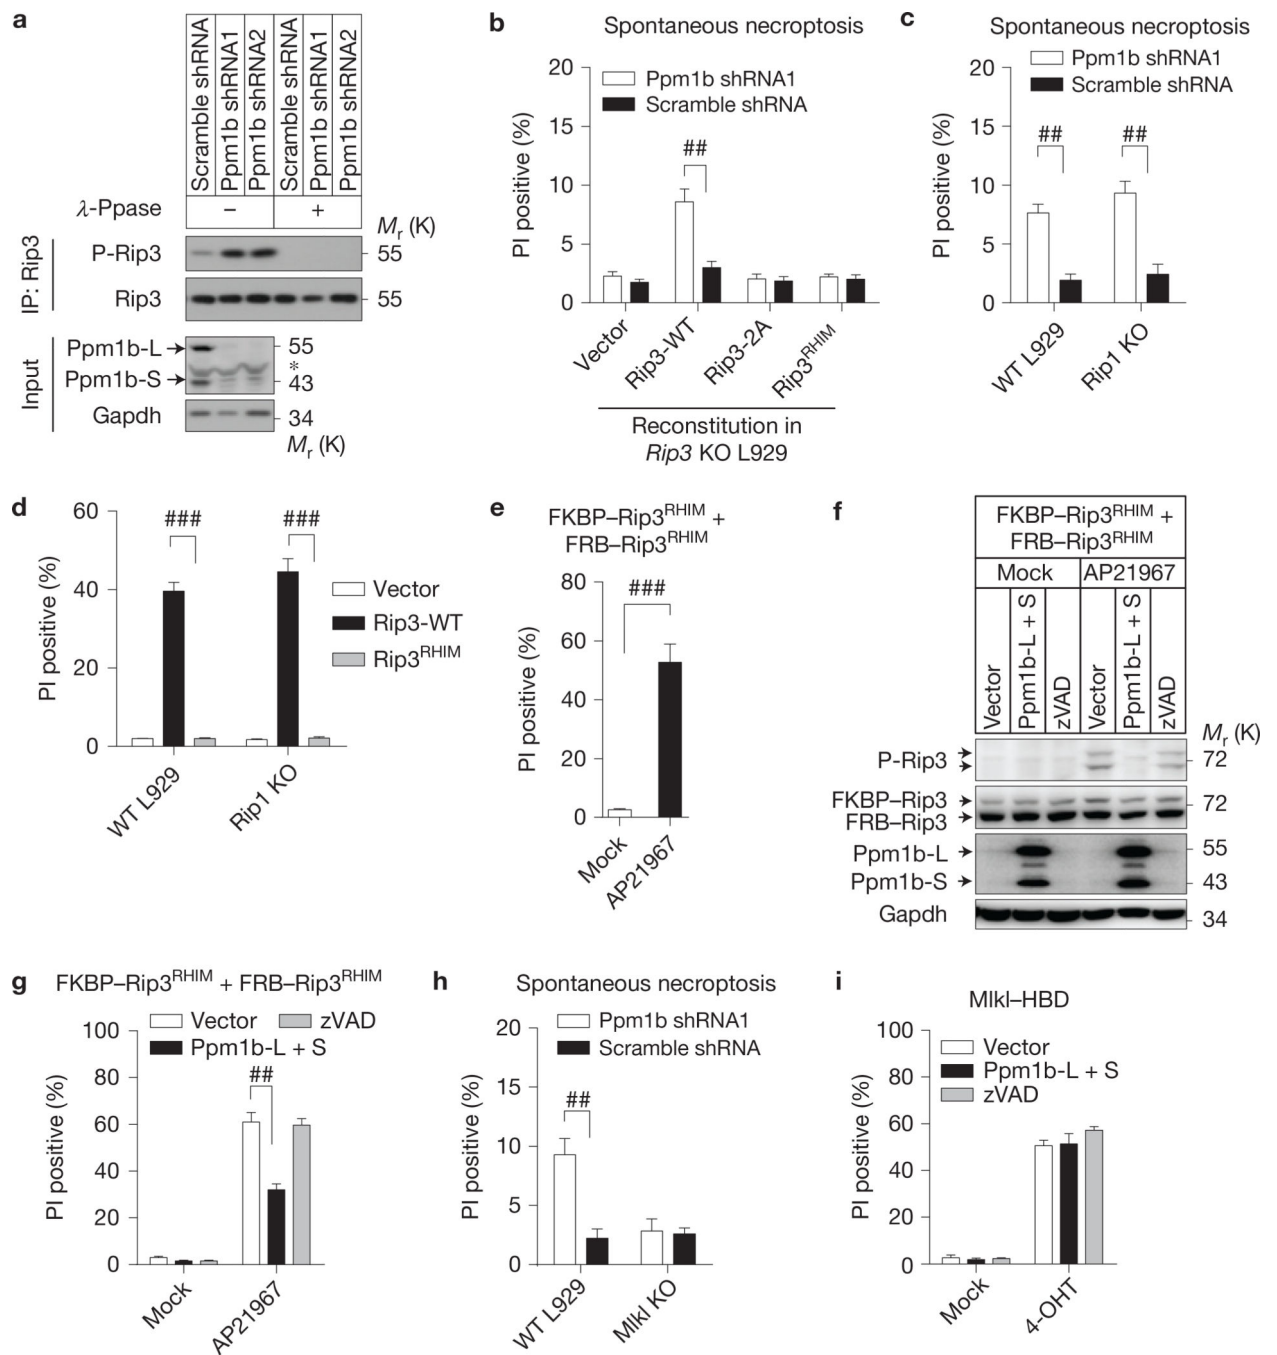 a
Scramble shRNA
Ppm1b shRNA1
Ppm1b shRNA2
Scramble shRNA
Ppm1b shRNA1
Ppm1b shRNA2
λ-Ppase
−
+
Mr (K)
IP: Rip3
P-Rip3
55
Rip3
55
Input
Ppm1b-L
55
*
Ppm1b-S
43
Gapdh
34
Mr (K)
b
Spontaneous necroptosis
Ppm1b shRNA1
Scramble shRNA
PI positive (%)
20
15
10
5
0
##
Vector
Rip3-WT
Rip3-2A
Rip3RHIM
Reconstitution in
Rip3 KO L929
c
Spontaneous necroptosis
Ppm1b shRNA1
Scramble shRNA
PI positive (%)
20
15
10
5
0
##
##
WT L929
Rip1 KO
d
PI positive (%)
60
40
20
0
###
###
Vector
Rip3-WT
Rip3RHIM
WT L929
Rip1 KO
e
FKBP–Rip3RHIM +
FRB–Rip3RHIM
PI positive (%)
80
60
40
20
0
###
Mock
AP21967
f
FKBP–Rip3RHIM +
FRB–Rip3RHIM
Mock
AP21967
Vector
Ppm1b-L + S
zVAD
Vector
Ppm1b-L + S
zVAD
Mr (K)
P-Rip3
72
FKBP–Rip3
72
FRB–Rip3
Ppm1b-L
55
Ppm1b-S
43
Gapdh
34
g
FKBP–Rip3RHIM + FRB–Rip3RHIM
Vector
zVAD
Ppm1b-L + S
PI positive (%)
100
80
60
40
20
0
##
Mock
AP21967
h
Spontaneous necroptosis
Ppm1b shRNA1
Scramble shRNA
PI positive (%)
20
15
10
5
0
##
WT L929
Mlkl KO
i
Mlkl–HBD
Vector
Ppm1b-L + S
zVAD
PI positive (%)
100
80
60
40
20
0
Mock
4-OHT